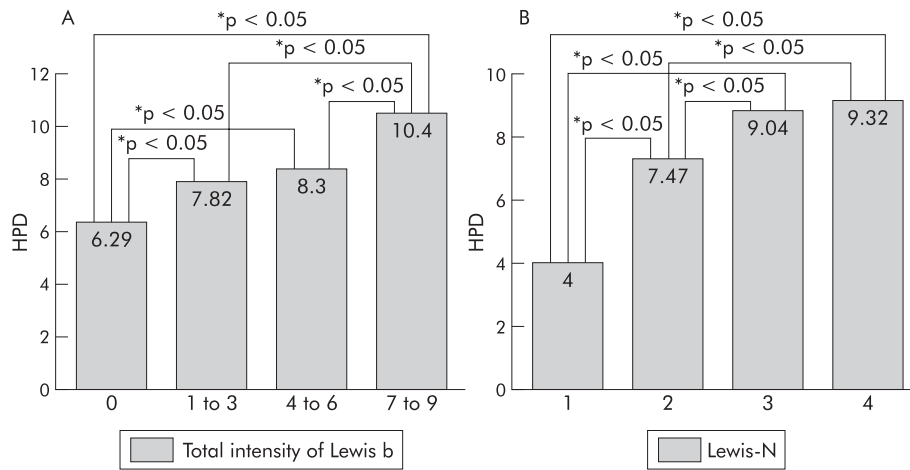 A
*p < 0.05
*p < 0.05
*p < 0.05
*p < 0.05
*p < 0.05
HPD
12
10
8
6
4
2
0
6.29
7.82
8.3
10.4
0
1 to 3
4 to 6
7 to 9
Total intensity of Lewis b
B
*p < 0.05
*p < 0.05
*p < 0.05
*p < 0.05
*p < 0.05
HPD
10
8
6
4
2
0
4
7.47
9.04
9.32
1
2
3
4
Lewis-N